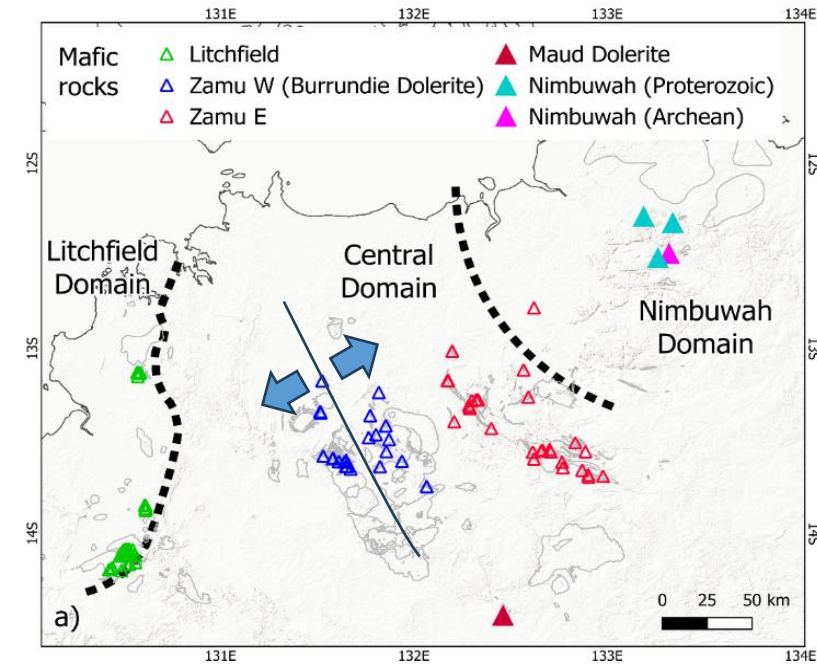 131E 132E 133E 134E
Mafic
rocks
Litchfield
Zamu W (Burrundie Dolerite)
Zamu E
Maud Dolerite
Nimbuwah (Proterozoic)
Nimbuwah (Archean)
12S 12S
Litchfield
Domain
Central
Domain
Nimbuwah
Domain
13S 13S
14S 14S
a)
0 25 50 km
131E 132E 133E 134E